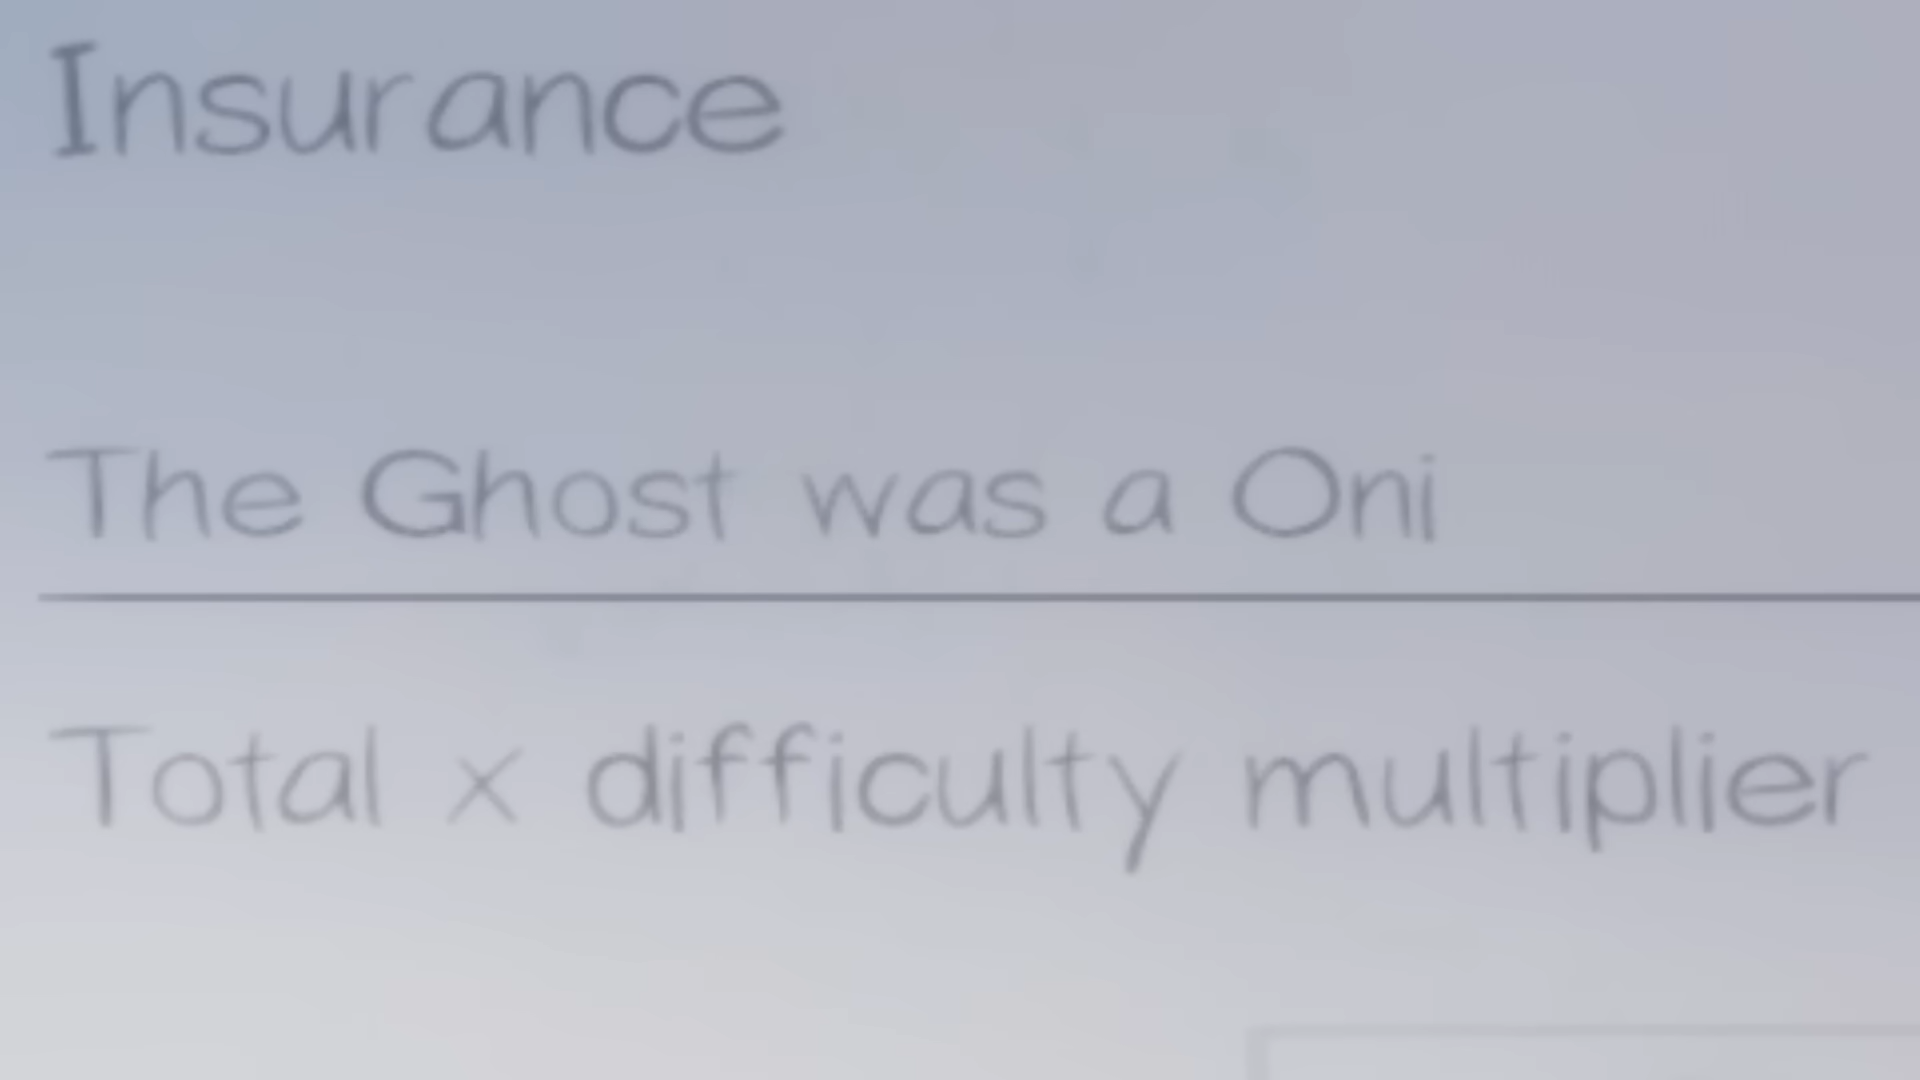 Insurance
The Ghost was a Oni
Total x difficulty multiplier